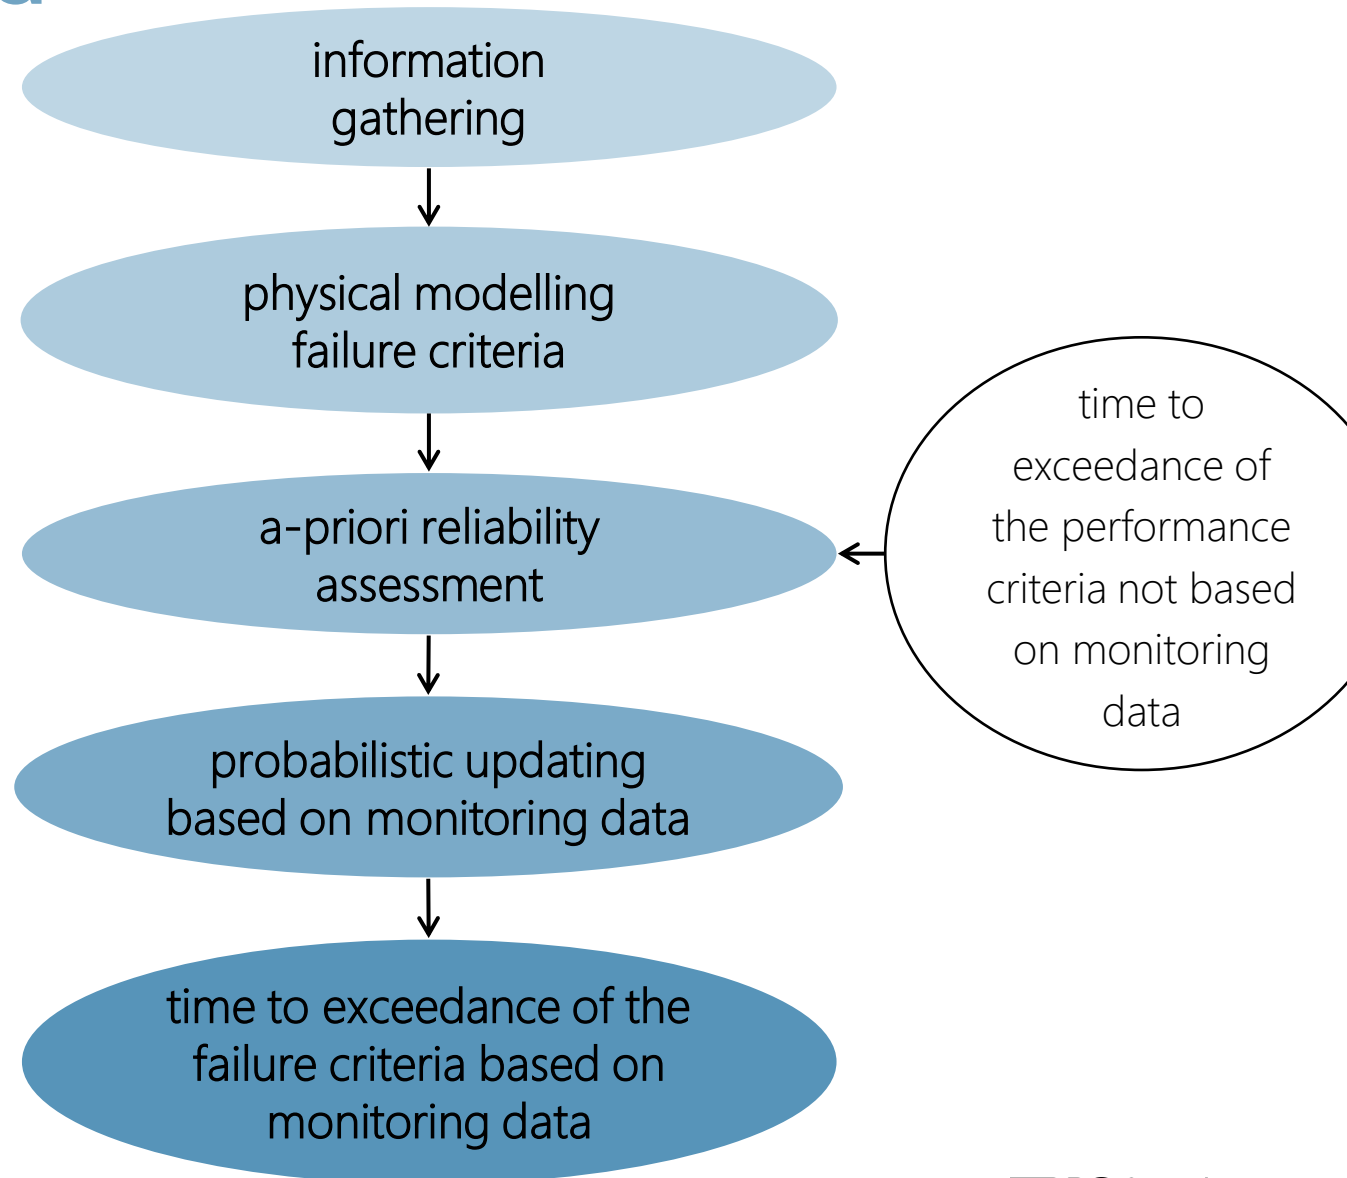 information
gathering
physical modelling
failure criteria
a-priori reliability
assessment
time to
exceedance of
the performance
criteria not based
on monitoring
data
probabilistic updating
based on monitoring data
time to exceedance of the
failure criteria based on
monitoring data